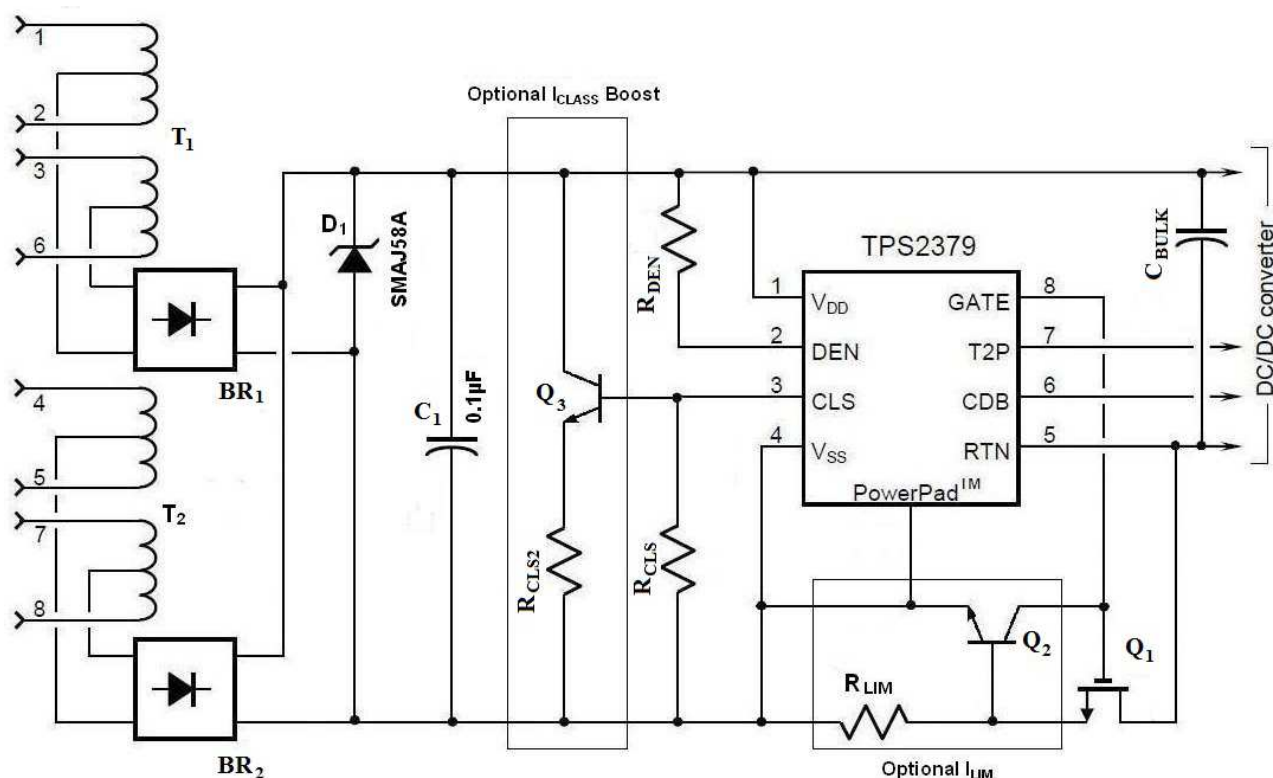 1
2
T1
3
6
BR1
4
5
T2
7
8
BR2
D1
SMAJ58A
C1
0.1µF
Optional ICLASS Boost
Q3
RCLS2
RCLS
RDEN
TPS2379
1
VDD
2
DEN
3
CLS
4
VSS
GATE
8
T2P
7
CDB
6
RTN
5
PowerPad™
CBULK
DC/DC converter
Q2
Q1
RLIM
Optional ILIM